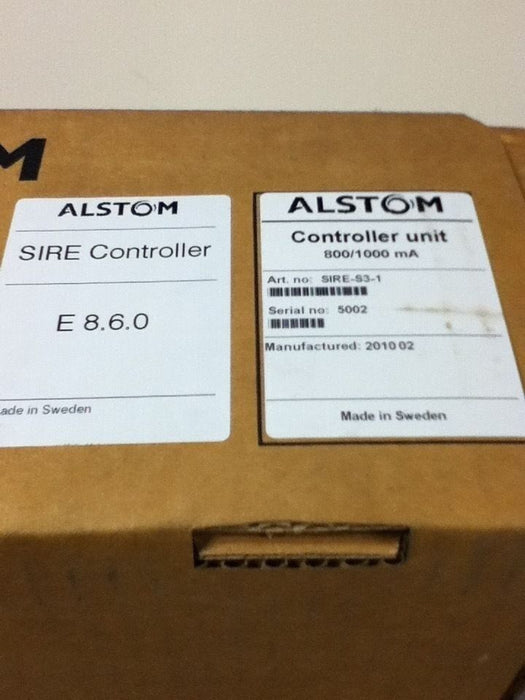 M
ALSTOM
SIRE Controller
E 8.6.0
ade in Sweden
ALSTOM
Controller unit
800/1000 mA
Art. no: SIRE-S3-1
Serial no: 5002
Manufactured: 2010 02
Made in Sweden